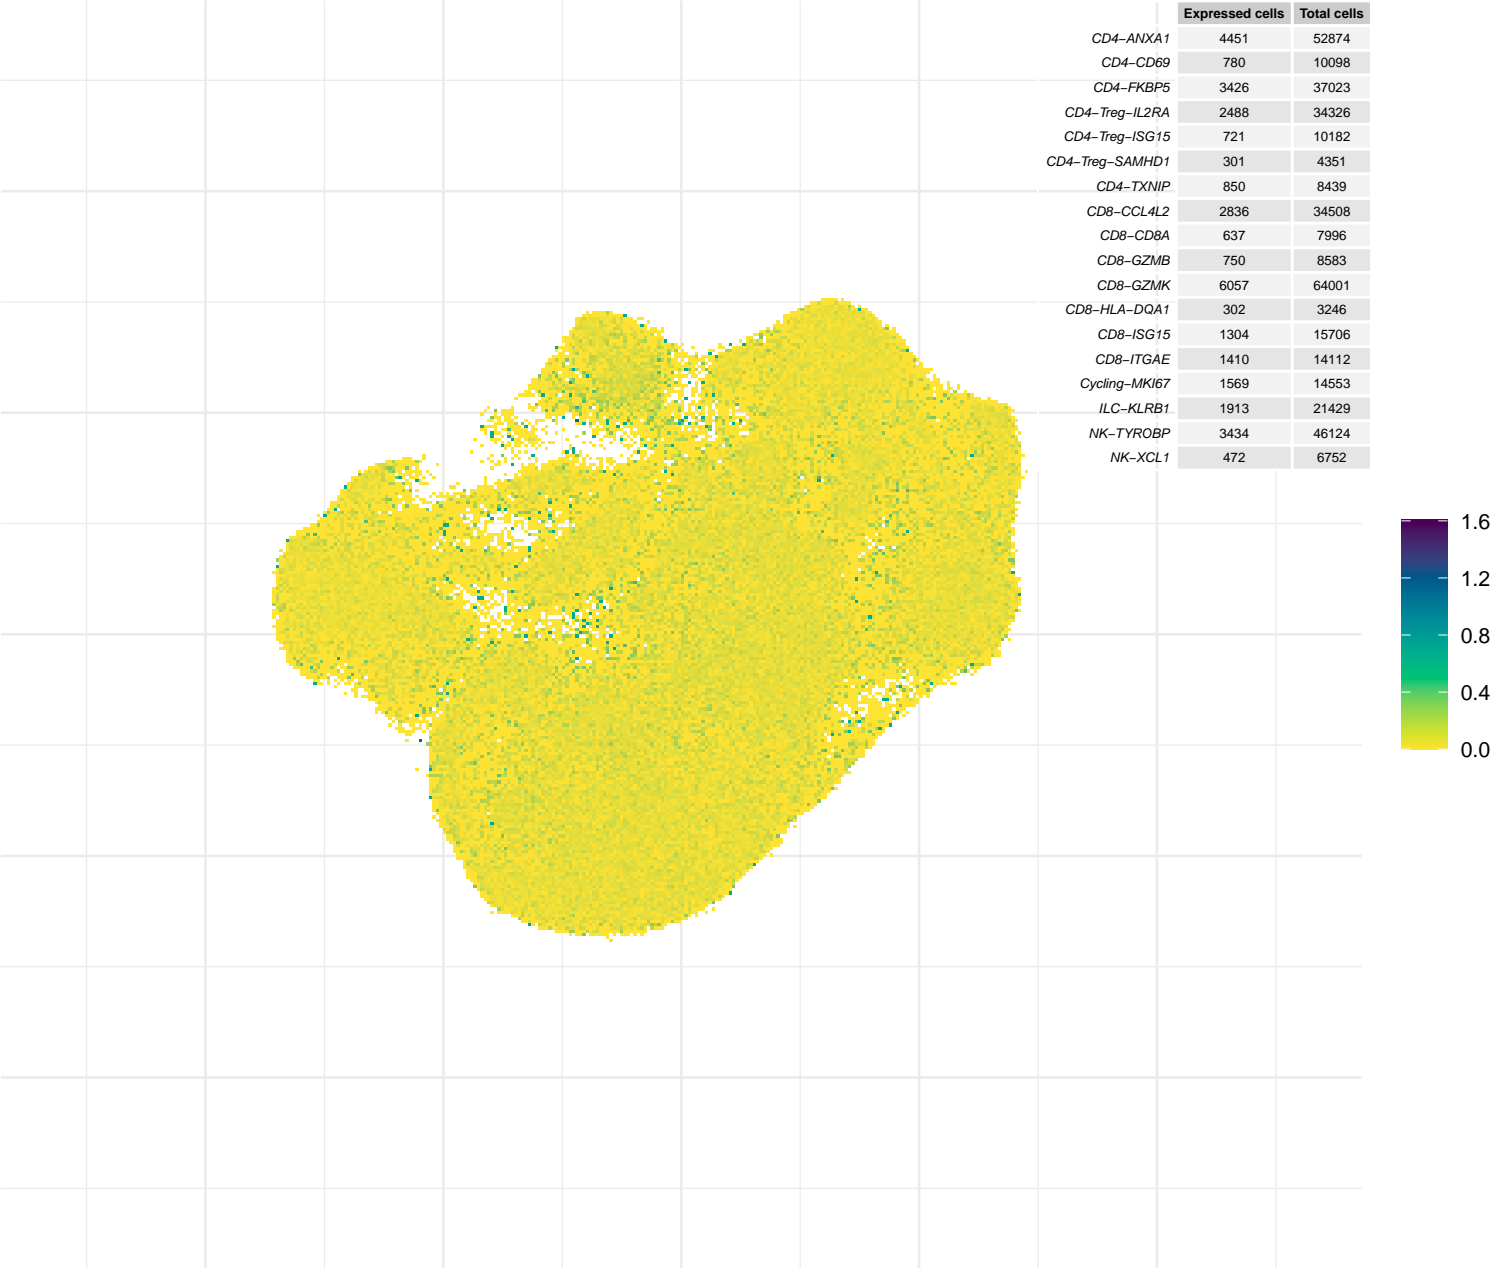 Expressed cells Total cells
CD4−ANXA1 4451 52874
CD4−CD69 780 10098
CD4−FKBP5 3426 37023
CD4−Treg−IL2RA 2488 34326
CD4−Treg−ISG15 721 10182
CD4−Treg−SAMHD1 301 4351
CD4−TXNIP 850 8439
CD8−CCL4L2 2836 34508
CD8−CD8A 637 7996
CD8−GZMB 750 8583
CD8−GZMK 6057 64001
CD8−HLA−DQA1 302 3246
CD8−ISG15 1304 15706
CD8−ITGAE 1410 14112
Cycling−MKI67 1569 14553
ILC−KLRB1 1913 21429
NK−TYROBP 3434 46124
NK−XCL1 472 6752
1.6
1.2
0.8
0.4
0.0